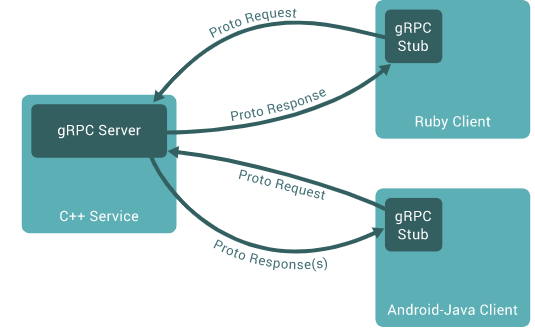 Proto Request
gRPC
Stub
Proto Response
Ruby Client
gRPC Server
C++ Service
Proto Request
gRPC
Stub
Proto Response(s)
Android-Java Client